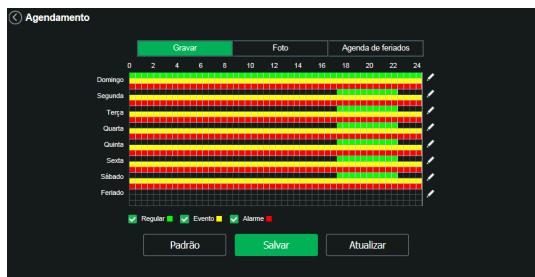 Agendamento
Gravar Foto Agenda de feriados
0 2 4 6 8 10 12 14 16 18 20 22 24
Domingo
Segunda
Terça
Quarta
Quinta
Sexta
Sábado
Feriado
Regular Evento Alarme
Padrão Salvar Atualizar